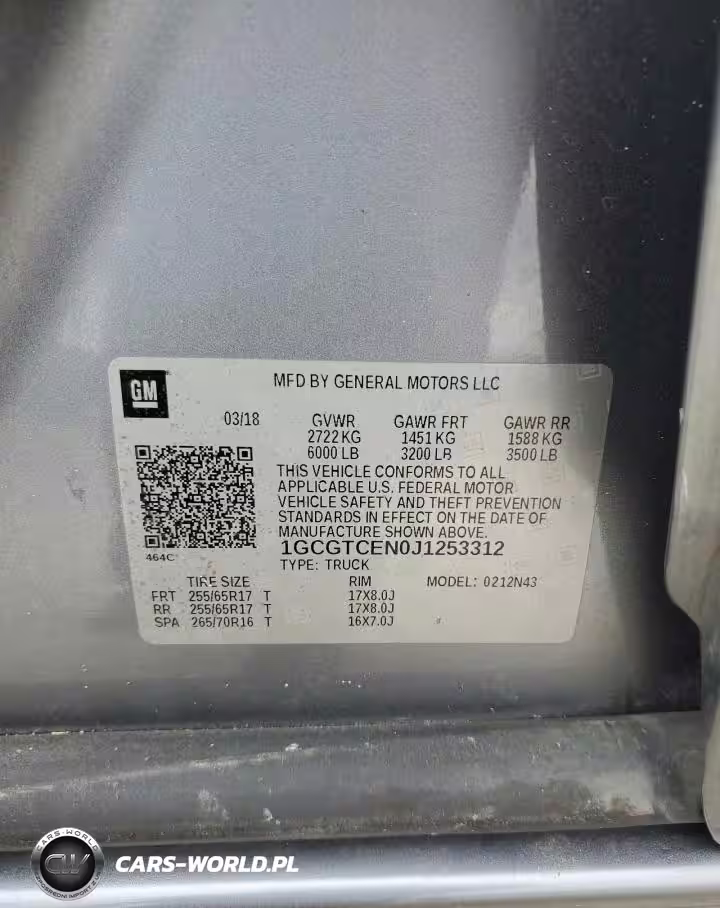 GM
MFD BY GENERAL MOTORS LLC
03/18 GVWR GAWR FRT GAWR RR
2722 KG 1451 KG 1588 KG
6000 LB 3200 LB 3500 LB
THIS VEHICLE CONFORMS TO ALL
APPLICABLE U.S. FEDERAL MOTOR
VEHICLE SAFETY AND THEFT PREVENTION
STANDARDS IN EFFECT ON THE DATE OF
MANUFACTURE SHOWN ABOVE.
464C
1GCGTCEN0J1253312
TYPE: TRUCK
TIRE SIZE RIM MODEL: 0212N43
FRT 255/65R17 T 17X8.0J
RR 255/65R17 T 17X8.0J
SPA 265/70R16 T 16X7.0J
CARS-WORLD
CW
CARS-WORLD.PL